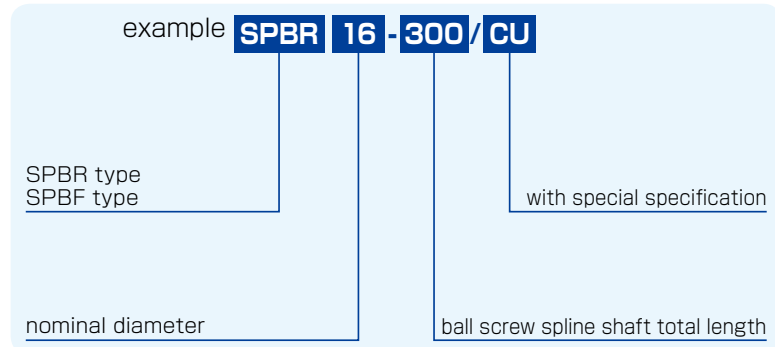 example SPBR 16 - 300 / CU
SPBR type
SPBF type
with special specification
nominal diameter
ball screw spline shaft total length